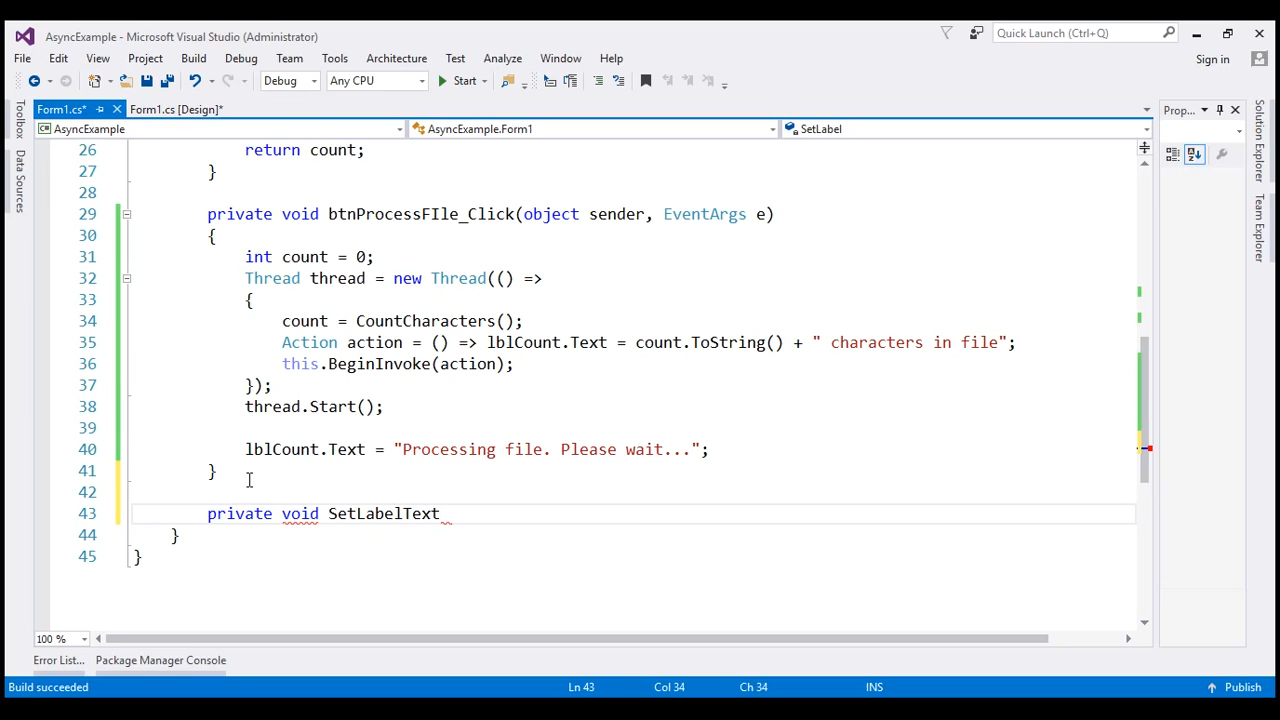 AsyncExample - Microsoft Visual Studio (Administrator)
Quick Launch (Ctrl+Q)
File Edit View Project Build Debug Team Tools Architecture Test Analyze Window Help
Sign in
Debug Any CPU Start
Form1.cs* Form1.cs [Design]*
Prop...
AsyncExample AsyncExample.Form1 SetLabel
Toolbox
Data Sources
Solution Explorer
Team Explorer
26 return count;
27 }
28
29 private void btnProcessFIle_Click(object sender, EventArgs e)
30 {
31 int count = 0;
32 Thread thread = new Thread(() =>
33 {
34 count = CountCharacters();
35 Action action = () => lblCount.Text = count.ToString() + " characters in file";
36 this.BeginInvoke(action);
37 });
38 thread.Start();
39
40 lblCount.Text = "Processing file. Please wait...";
41 }
42
43 private void SetLabelText
44 }
45 }
100 %
Error List... Package Manager Console
Build succeeded Ln 43 Col 34 Ch 34 INS Publish